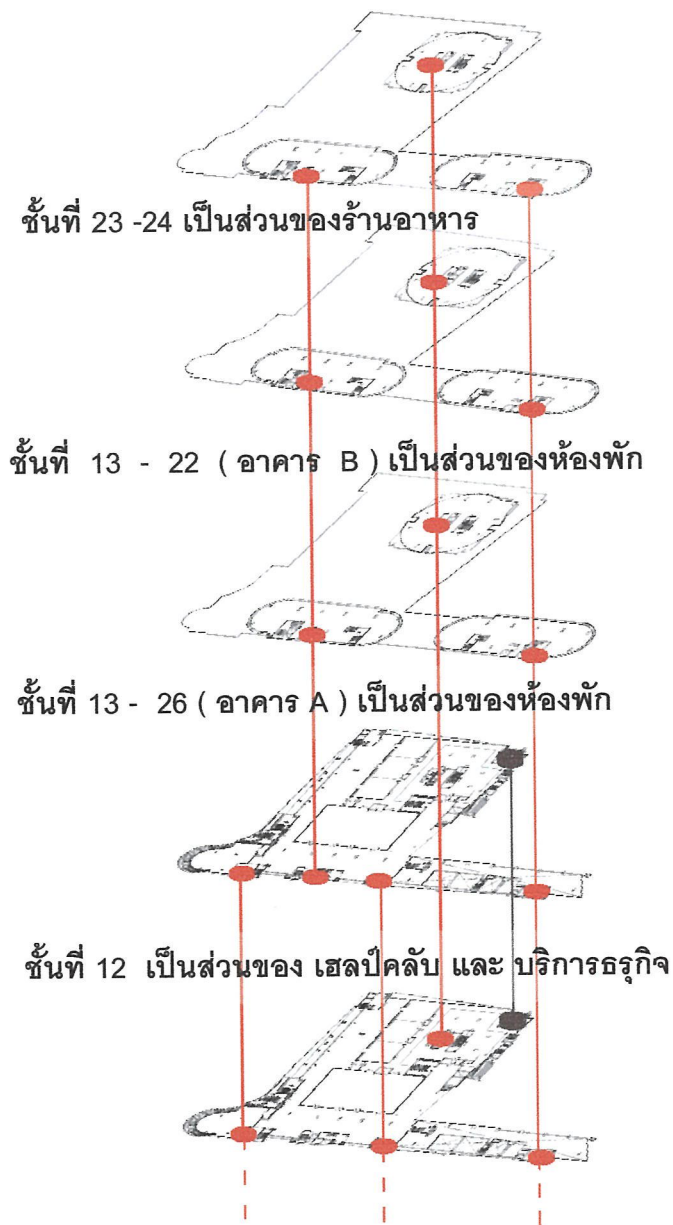 ชั้นที่ 23 -24 เป็นส่วนของร้านอาหาร
ชั้นที่ 13 - 22 ( อาคาร B ) เป็นส่วนของห้องพัก
ชั้นที่ 13 - 26 ( อาคาร A ) เป็นส่วนของห้องพัก
ชั้นที่ 12 เป็นส่วนของ เฮลป์คลับ และ บริการธรุกิจ